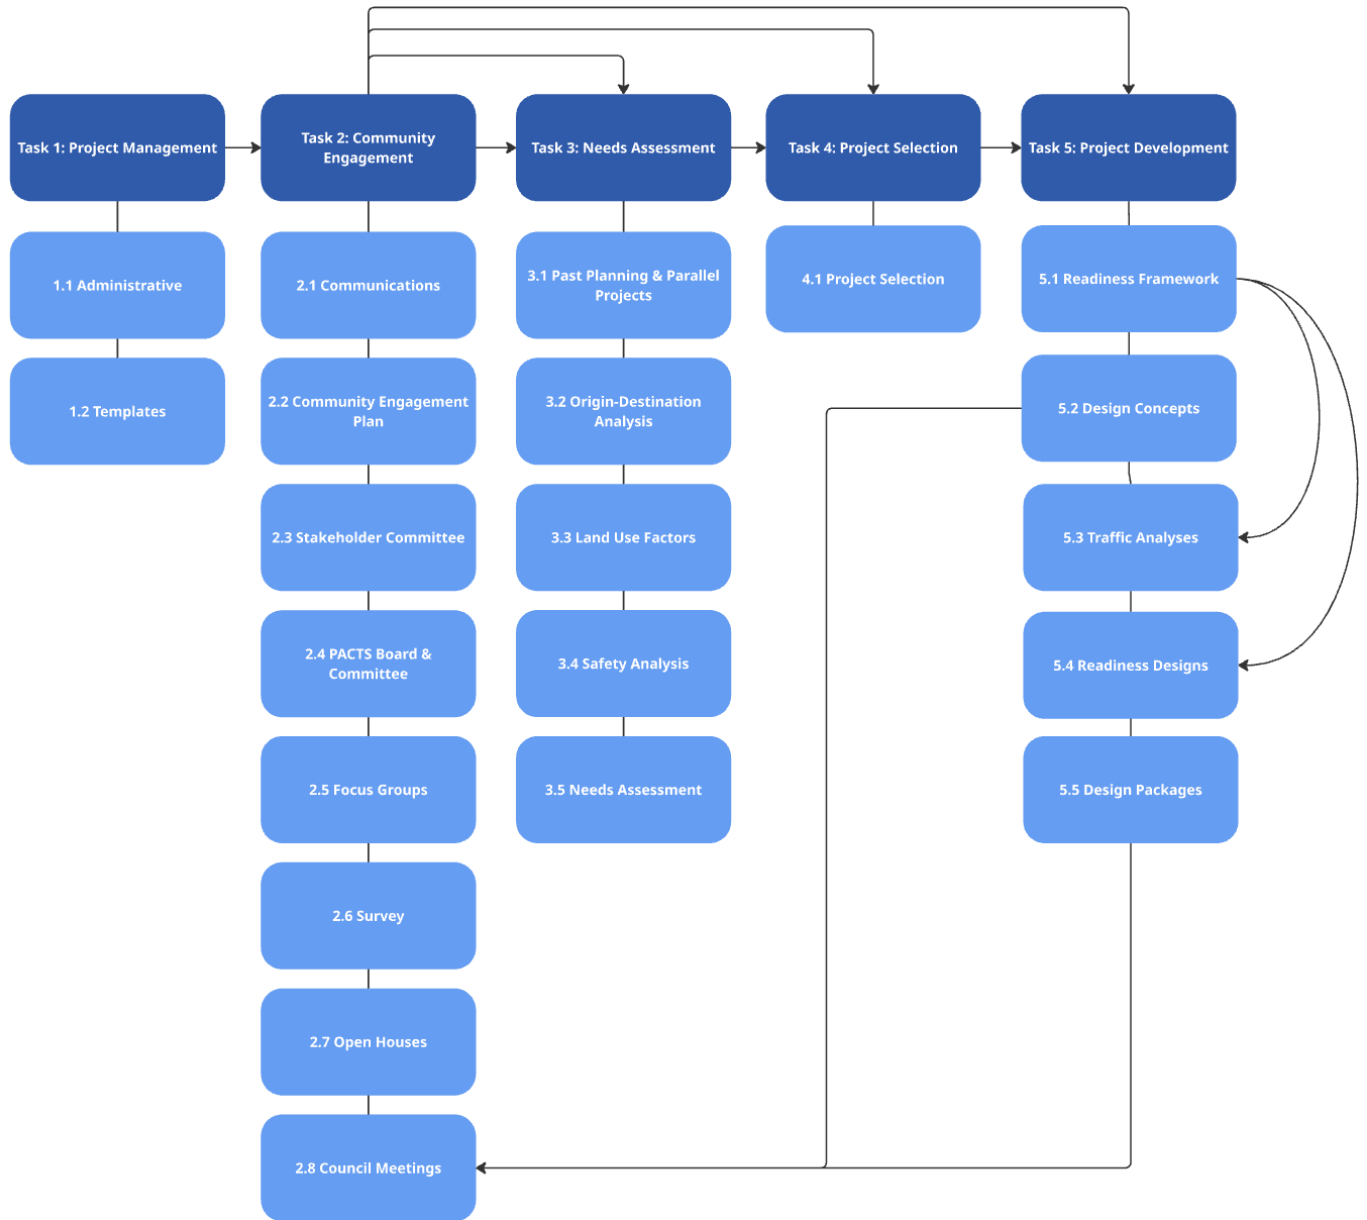 Task 1: Project Management
Task 2: Community
Engagement
Task 3: Needs Assessment
Task 4: Project Selection
Task 5: Project Development
1.1 Administrative
1.2 Templates
2.1 Communications
2.2 Community Engagement
Plan
2.3 Stakeholder Committee
2.4 PACTS Board &
Committee
2.5 Focus Groups
2.6 Survey
2.7 Open Houses
2.8 Council Meetings
3.1 Past Planning & Parallel
Projects
3.2 Origin-Destination
Analysis
3.3 Land Use Factors
3.4 Safety Analysis
3.5 Needs Assessment
4.1 Project Selection
5.1 Readiness Framework
5.2 Design Concepts
5.3 Traffic Analyses
5.4 Readiness Designs
5.5 Design Packages